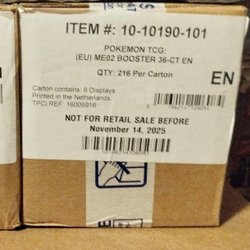 ITEM #: 10-10190-101
POKEMON TCG:
(EU) ME02 BOOSTER 36-CT EN
QTY: 216 Per Carton
EN
Carton contains: 6 Displays
Printed in the Netherlands
TPCi REF: 16005916
NOT FOR RETAIL SALE BEFORE
November 14, 2025